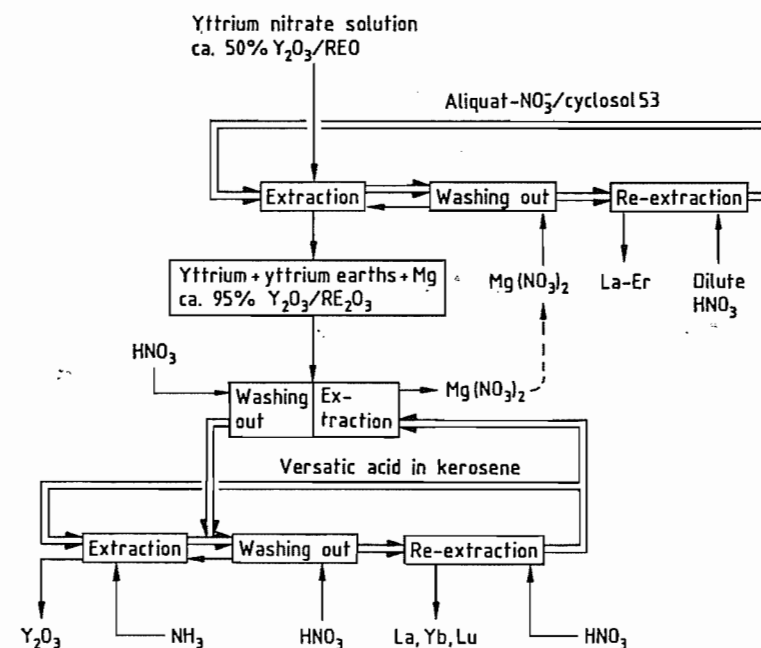 Yttrium nitrate solution
ca. 50% Y₂O₃/REO
Aliquat-NO₃⁻/cyclosol 53
Extraction
Washing out
Re-extraction
Yttrium + yttrium earths + Mg
ca. 95% Y₂O₃/RE₂O₃
Mg(NO₃)₂
La-Er
Dilute
HNO₃
HNO₃
Washing
out
Ex-
traction
Mg(NO₃)₂
Versatic acid in kerosene
Extraction
Washing out
Re-extraction
Y₂O₃
NH₃
HNO₃
La, Yb, Lu
HNO₃